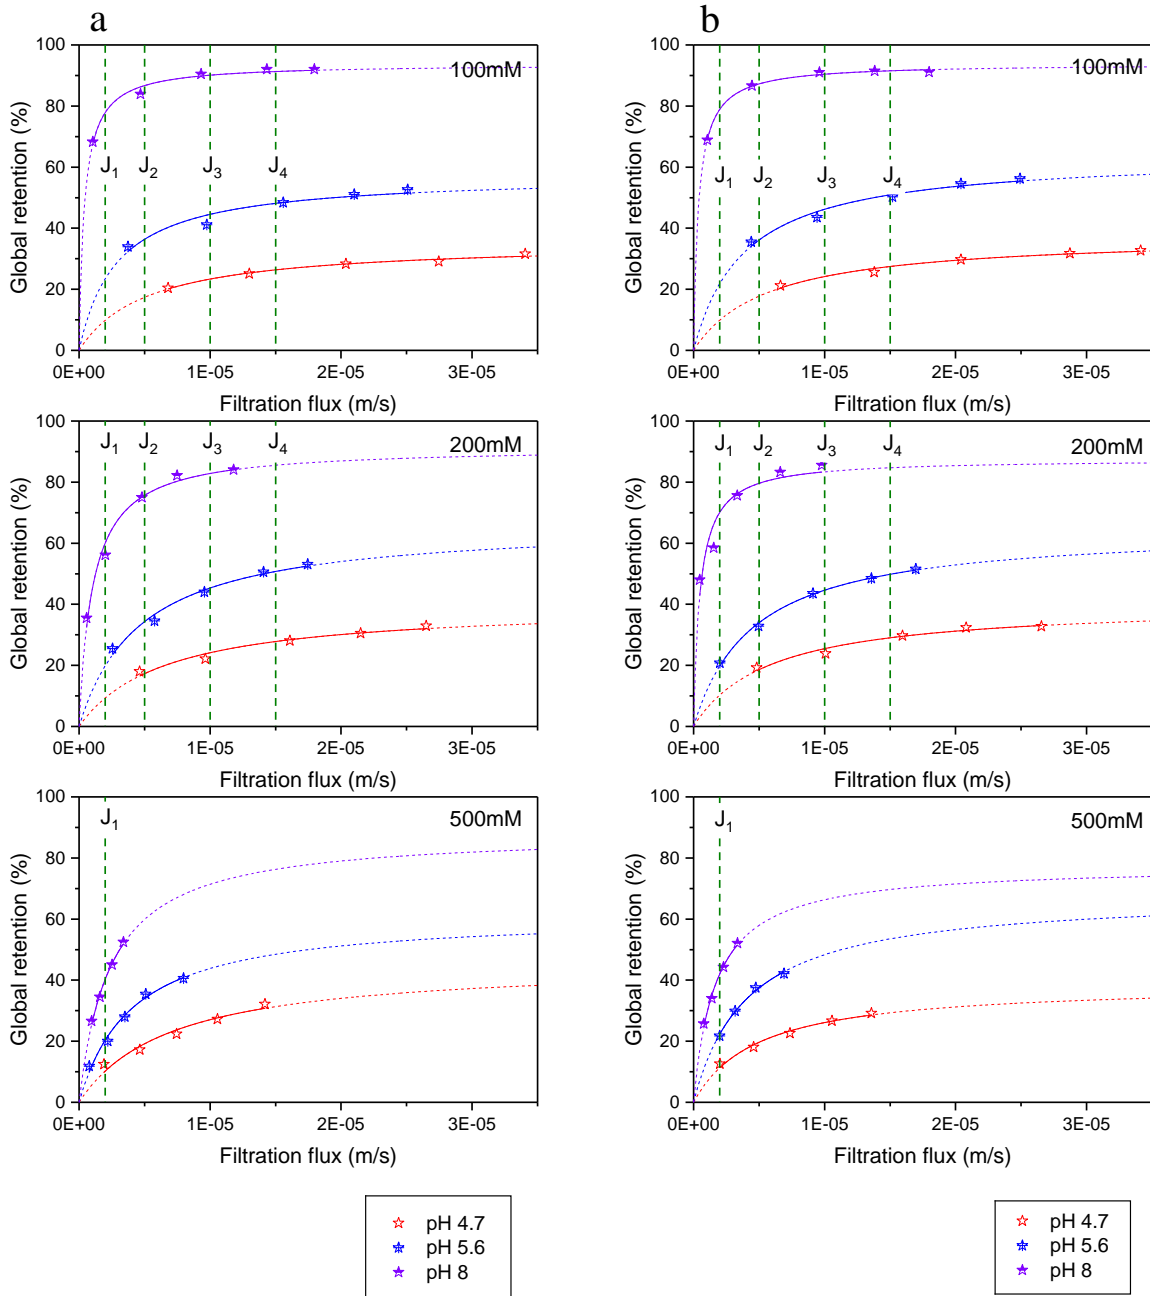 a
Global retention (%)
100
80
60
40
20
0
100mM
J1 J2 J3 J4
0E+00 1E-05 2E-05 3E-05
Filtration flux (m/s)
b
Global retention (%)
100
80
60
40
20
0
100mM
J1 J2 J3 J4
0E+00 1E-05 2E-05 3E-05
Filtration flux (m/s)
Global retention (%)
100
80
60
40
20
0
J1 J2 J3 J4 200mM
0E+00 1E-05 2E-05 3E-05
Filtration flux (m/s)
Global retention (%)
100
80
60
40
20
0
J1 J2 J3 J4 200mM
0E+00 1E-05 2E-05 3E-05
Filtration flux (m/s)
Global retention (%)
100
80
60
40
20
0
J1 500mM
0E+00 1E-05 2E-05 3E-05
Filtration flux (m/s)
Global retention (%)
100
80
60
40
20
0
J1 500mM
0E+00 1E-05 2E-05 3E-05
Filtration flux (m/s)
pH 4.7
pH 5.6
pH 8
pH 4.7
pH 5.6
pH 8